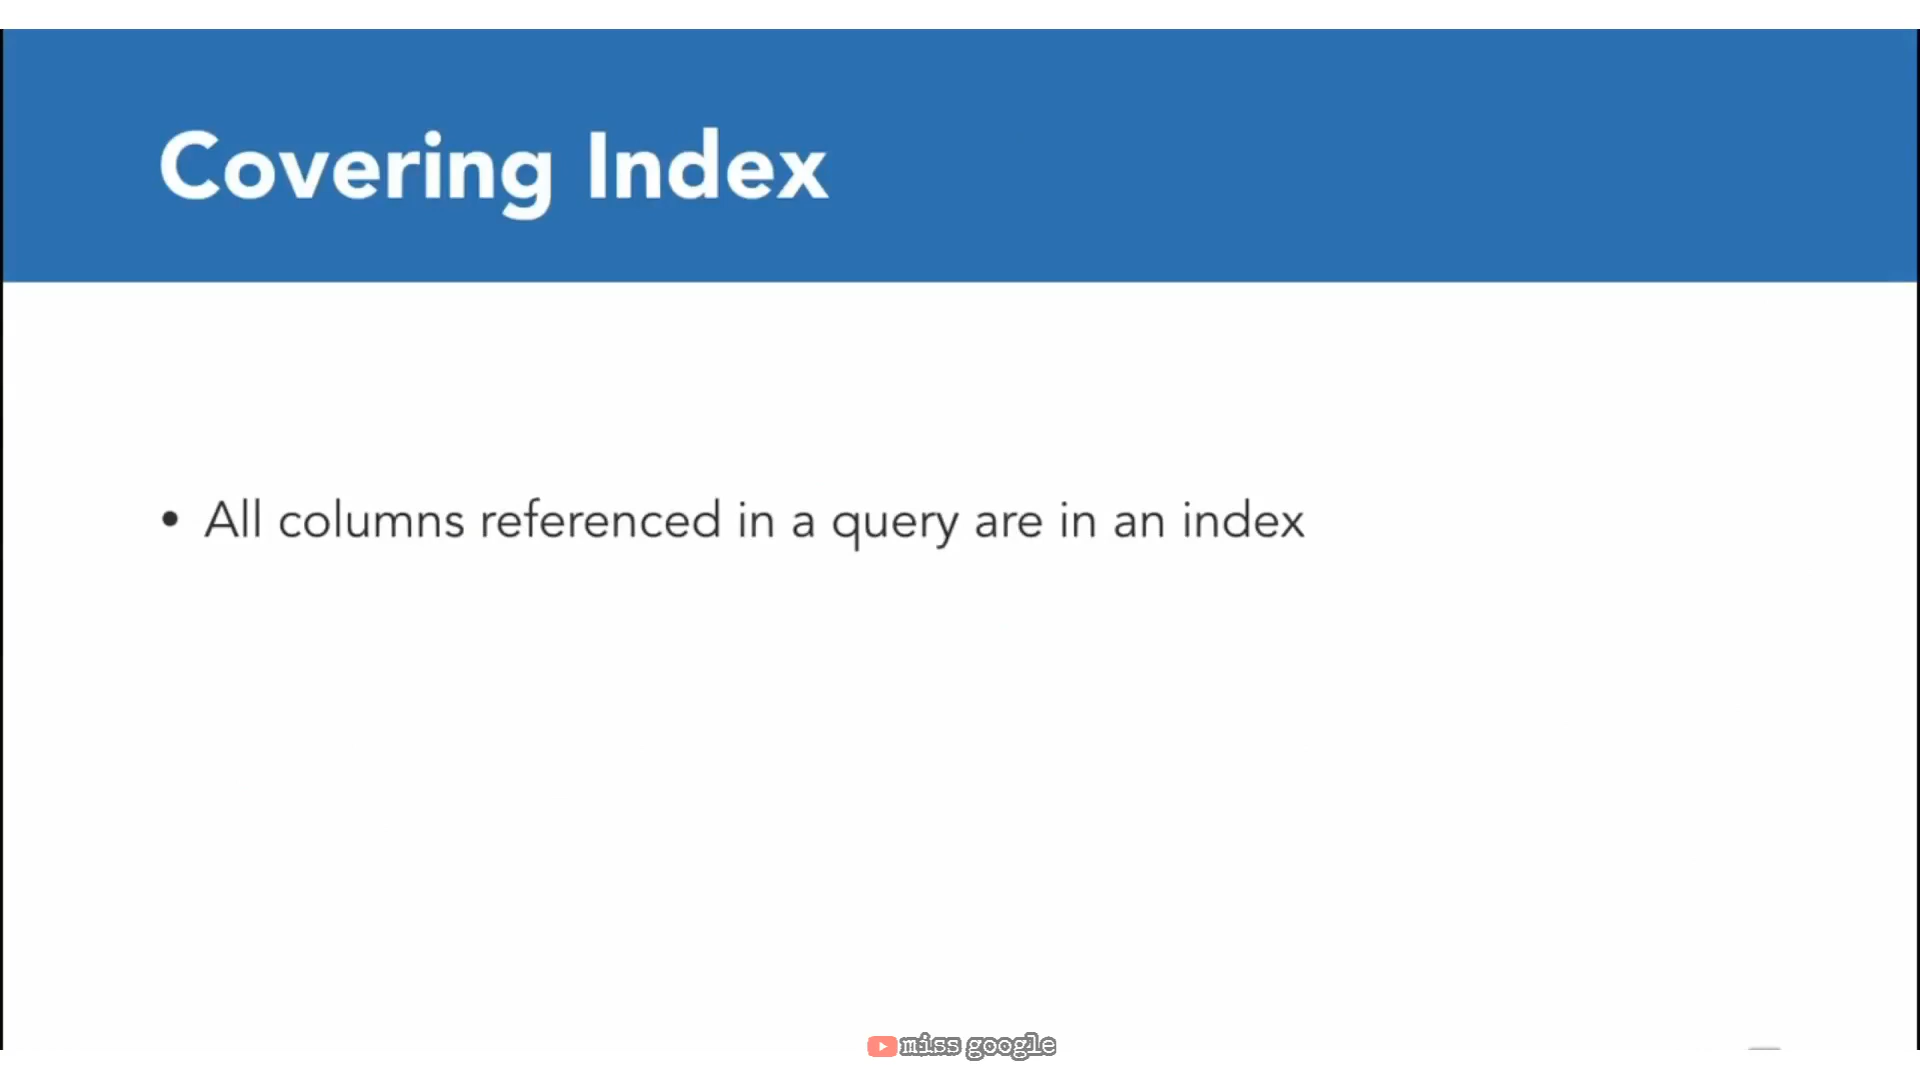 Covering Index
• All columns referenced in a query are in an index
miss google